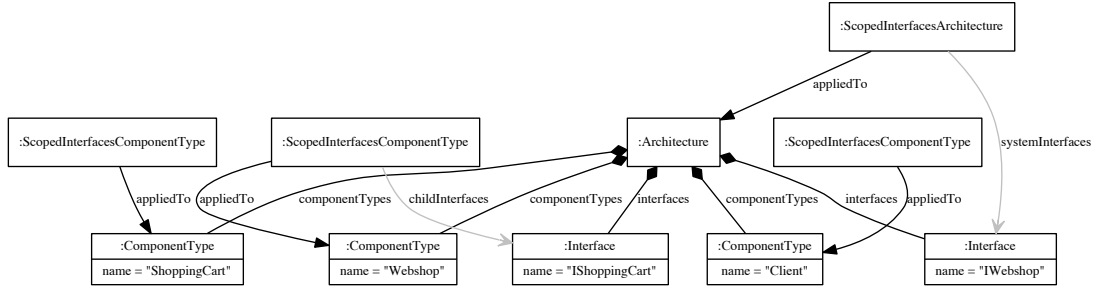 :ScopedInterfacesArchitecture
appliedTo
:ScopedInterfacesComponentType
:ScopedInterfacesComponentType
:Architecture
:ScopedInterfacesComponentType
systemInterfaces
appliedTo
appliedTo
childInterfaces
componentTypes
componentTypes
interfaces
componentTypes
interfaces
appliedTo
:ComponentType
name = "ShoppingCart"
:ComponentType
name = "Webshop"
:Interface
name = "IShoppingCart"
:ComponentType
name = "Client"
:Interface
name = "IWebshop"